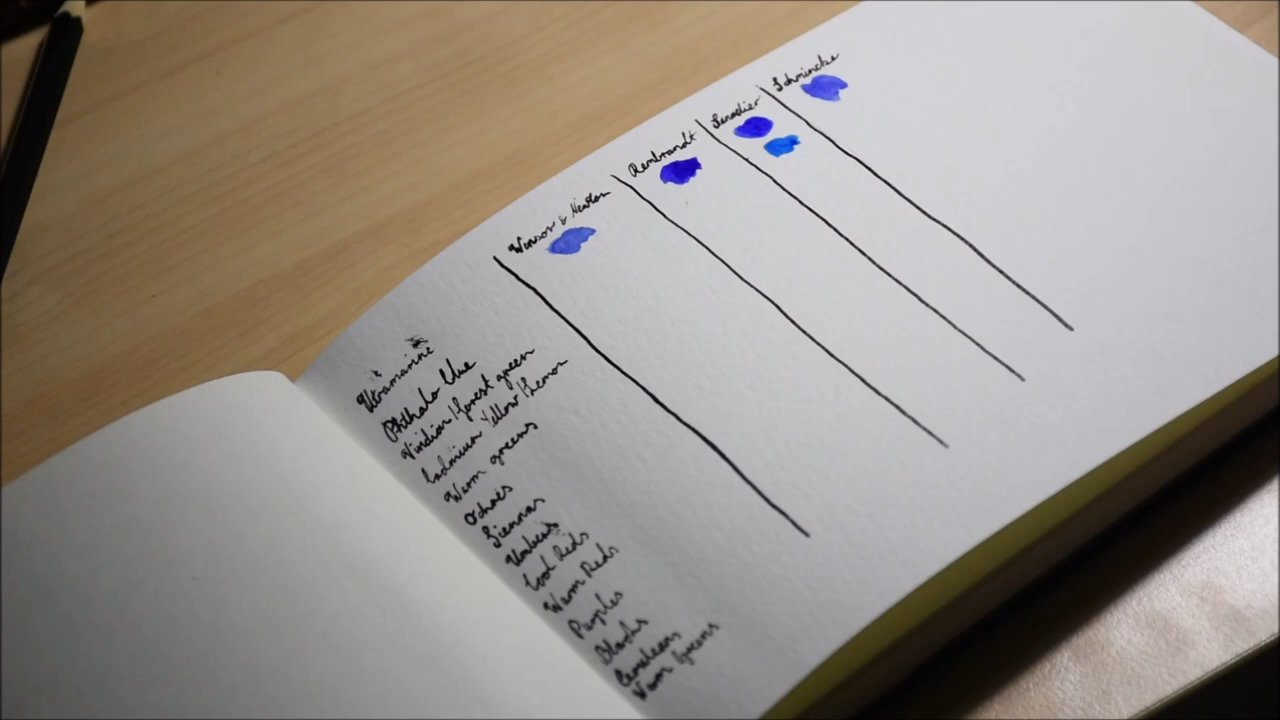 Winsor & Newton
Rembrandt
Senelier
Schmincke
Ultramarine
Phthalo blue
Viridian/forest green
Cadmium Yellow/Lemon
Warm greens
Ochres
Siennas
Umbers
Cool Reds
Warm Reds
Purples
Blacks
Ceruleans
Warm Greens